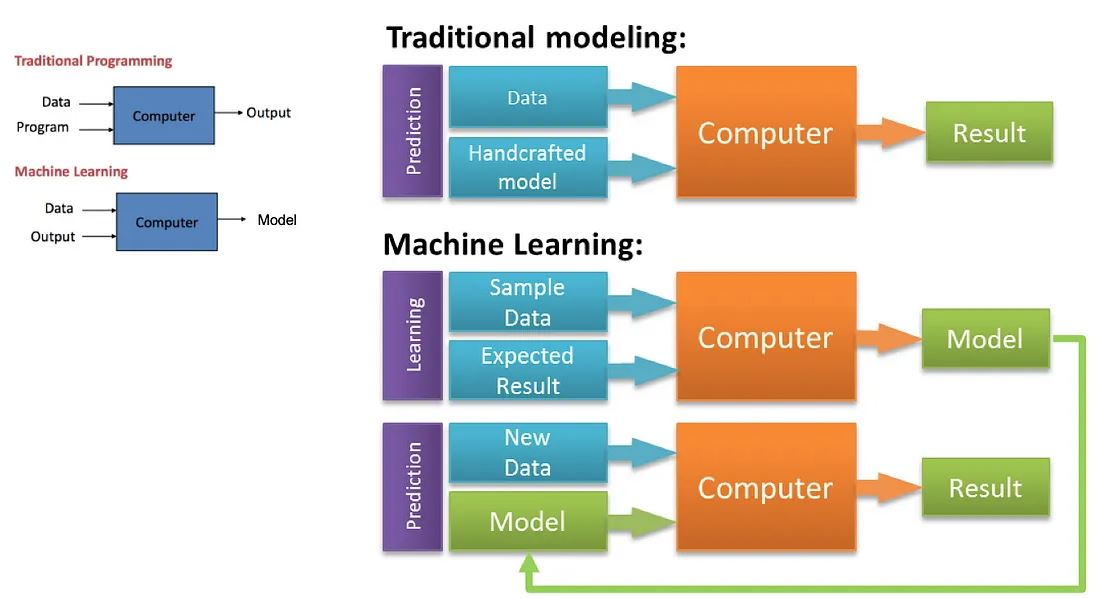 Traditional Programming
Data
Program
Computer
Output
Machine Learning
Data
Output
Computer
Model
Traditional modeling:
Prediction
Data
Handcrafted
model
Computer
Result
Machine Learning:
Learning
Sample
Data
Expected
Result
Computer
Model
Prediction
New
Data
Model
Computer
Result